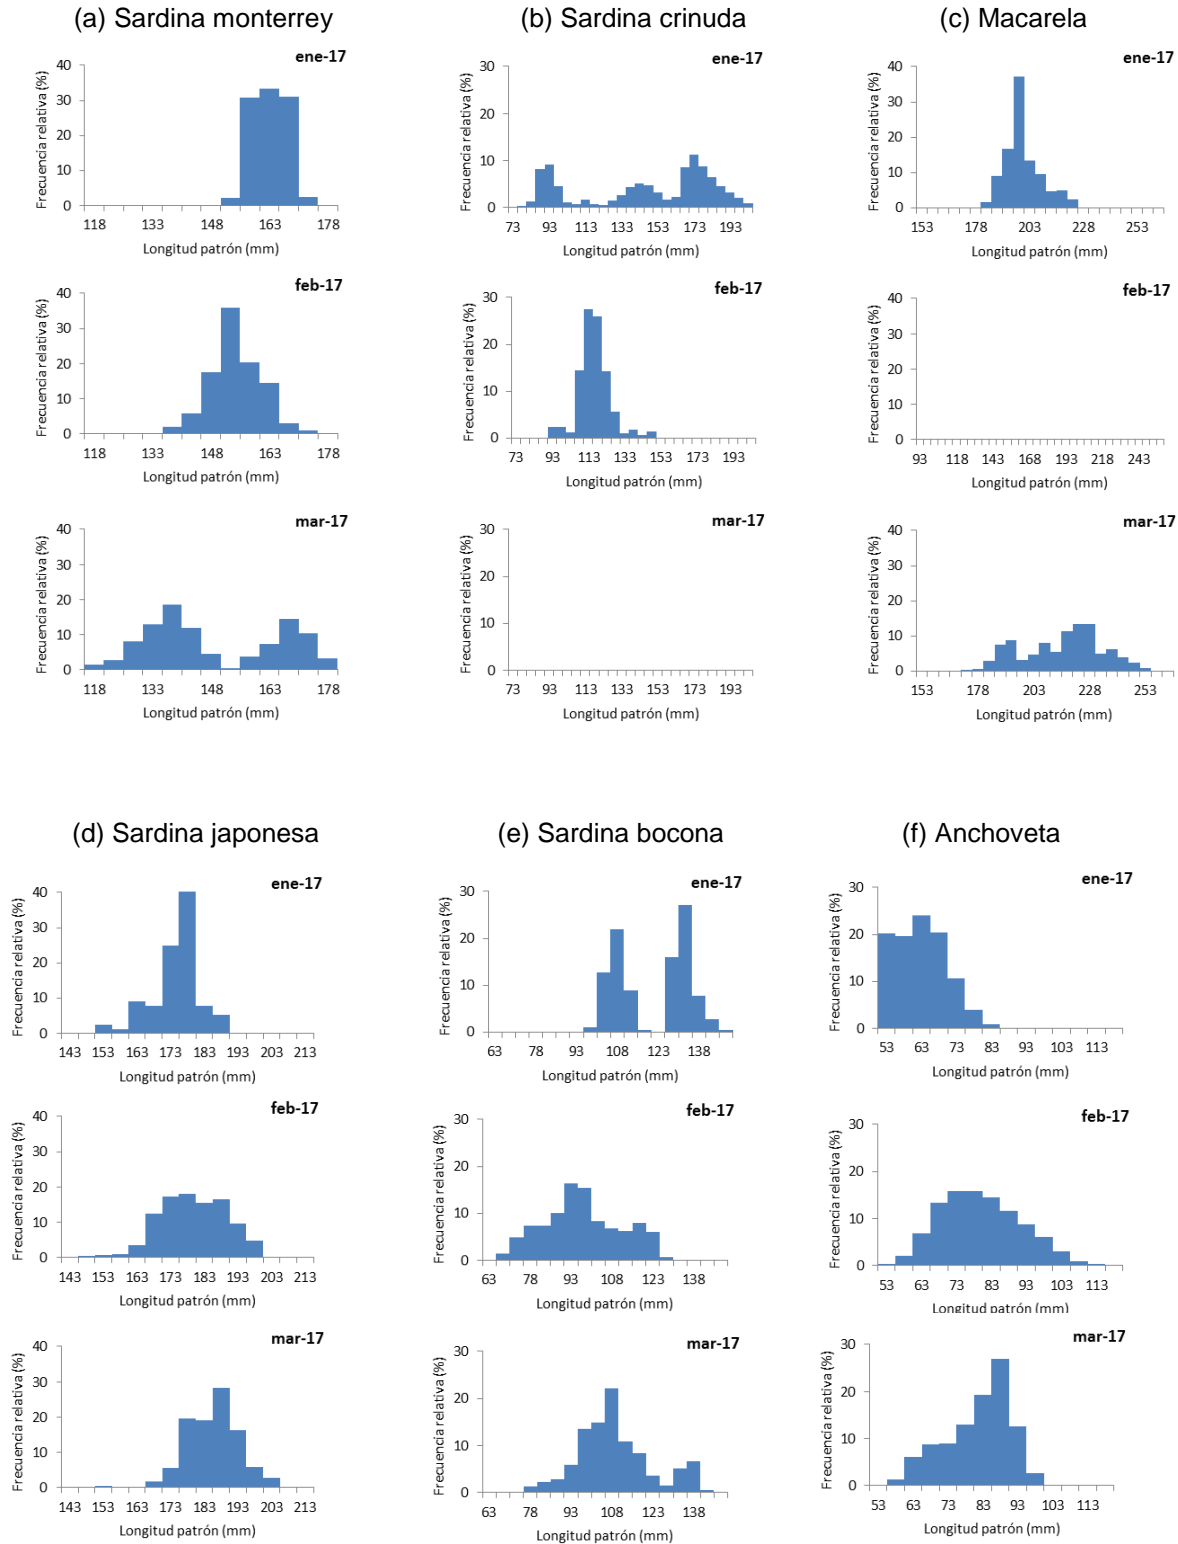 (a) Sardina monterrey
(b) Sardina crinuda
(c) Macarela
ene-17
Frecuencia relativa (%)
40
30
20
10
0
118 133 148 163 178
Longitud patrón (mm)
ene-17
Frecuencia relativa (%)
30
20
10
0
73 93 113 133 153 173 193
Longitud patrón (mm)
ene-17
Frecuencia relativa (%)
40
30
20
10
0
153 178 203 228 253
Longitud patrón (mm)
feb-17
Frecuencia relativa (%)
40
30
20
10
0
118 133 148 163 178
Longitud patrón (mm)
feb-17
Frecuencia relativa (%)
30
20
10
0
73 93 113 133 153 173 193
Longitud patrón (mm)
feb-17
Frecuencia relativa (%)
40
30
20
10
0
93 118 143 168 193 218 243
Longitud patrón (mm)
mar-17
Frecuencia relativa (%)
40
30
20
10
0
118 133 148 163 178
Longitud patrón (mm)
mar-17
Frecuencia relativa (%)
30
20
10
0
73 93 113 133 153 173 193
Longitud patrón (mm)
mar-17
Frecuencia relativa (%)
40
30
20
10
0
153 178 203 228 253
Longitud patrón (mm)
(d) Sardina japonesa
(e) Sardina bocona
(f) Anchoveta
ene-17
Frecuencia relativa (%)
40
30
20
10
0
143 153 163 173 183 193 203 213
Longitud patrón (mm)
ene-17
Frecuencia relativa (%)
30
20
10
0
63 78 93 108 123 138
Longitud patrón (mm)
ene-17
Frecuencia relativa (%)
30
20
10
0
53 63 73 83 93 103 113
Longitud patrón (mm)
feb-17
Frecuencia relativa (%)
40
30
20
10
0
143 153 163 173 183 193 203 213
Longitud patrón (mm)
feb-17
Frecuencia relativa (%)
30
20
10
0
63 78 93 108 123 138
Longitud patrón (mm)
feb-17
Frecuencia relativa (%)
30
20
10
0
53 63 73 83 93 103 113
Longitud patrón (mm)
mar-17
Frecuencia relativa (%)
40
30
20
10
0
143 153 163 173 183 193 203 213
Longitud patrón (mm)
mar-17
Frecuencia relativa (%)
30
20
10
0
63 78 93 108 123 138
Longitud patrón (mm)
mar-17
Frecuencia relativa (%)
30
20
10
0
53 63 73 83 93 103 113
Longitud patrón (mm)